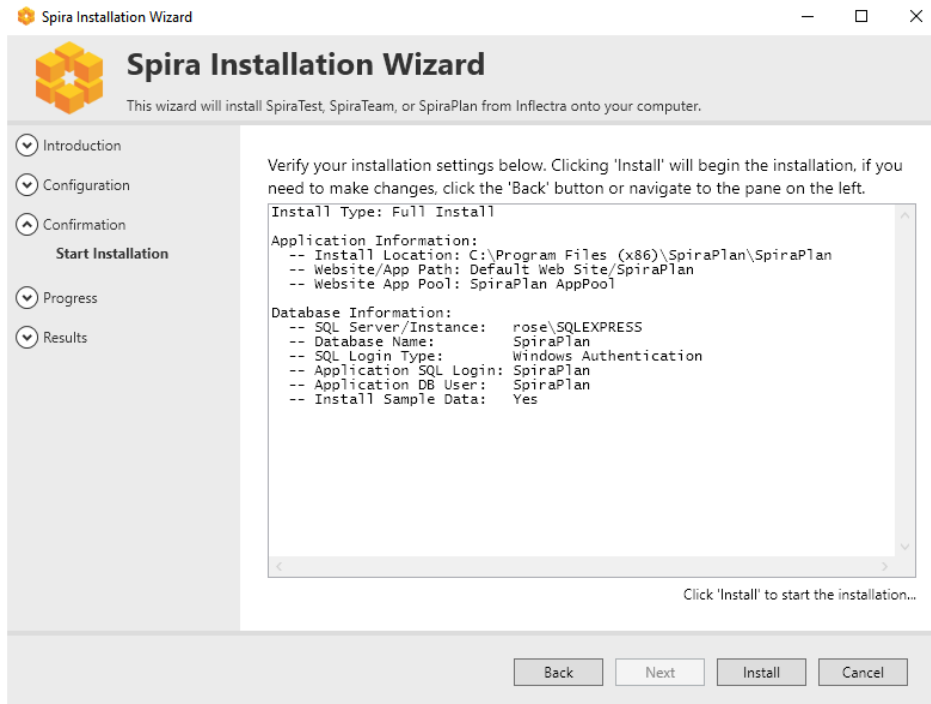 Spira Installation Wizard
Spira Installation Wizard
This wizard will install SpiraTest, SpiraTeam, or SpiraPlan from Inflectra onto your computer.
Introduction
Configuration
Confirmation
Start Installation
Progress
Results
Verify your installation settings below. Clicking 'Install' will begin the installation, if you
need to make changes, click the 'Back' button or navigate to the pane on the left.
Install Type: Full Install
Application Information:
-- Install Location: C:\Program Files (x86)\SpiraPlan\SpiraPlan
-- Website/App Path: Default Web Site/SpiraPlan
-- Website App Pool: SpiraPlan AppPool
Database Information:
-- SQL Server/Instance: rose\SQLEXPRESS
-- Database Name: SpiraPlan
-- SQL Login Type: Windows Authentication
-- Application SQL Login: SpiraPlan
-- Application DB User: SpiraPlan
-- Install Sample Data: Yes
Click 'Install' to start the installation...
Back Next Install Cancel